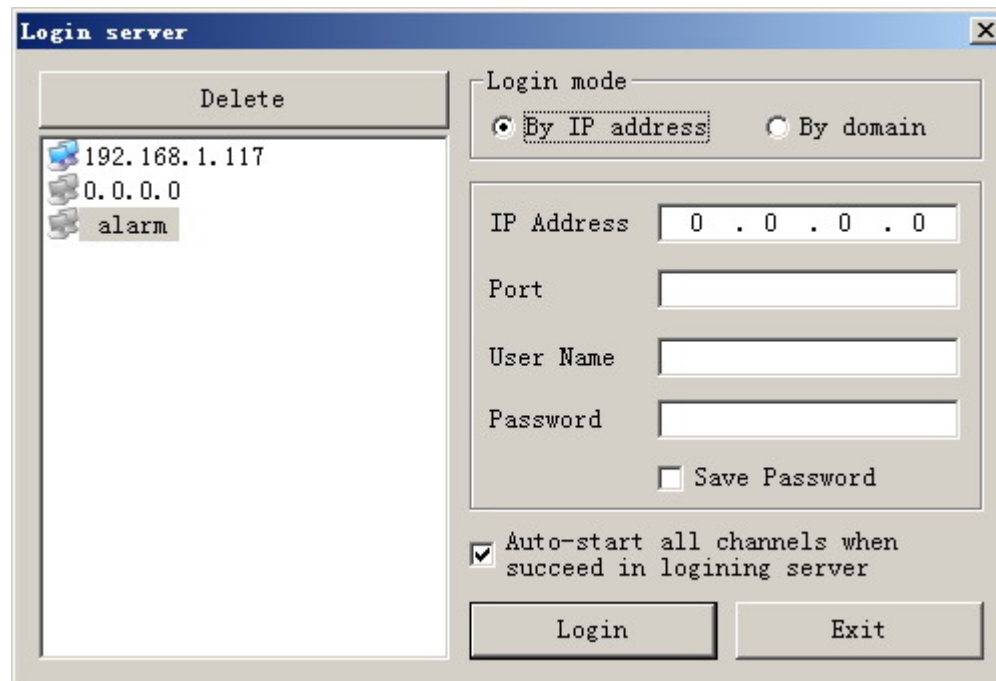 Login server
Delete
192.168.1.117
0.0.0.0
alarm
Login mode
By IP address
By domain
IP Address 0 . 0 . 0 . 0
Port
User Name
Password
Save Password
Auto-start all channels when
succeed in logining server
Login
Exit